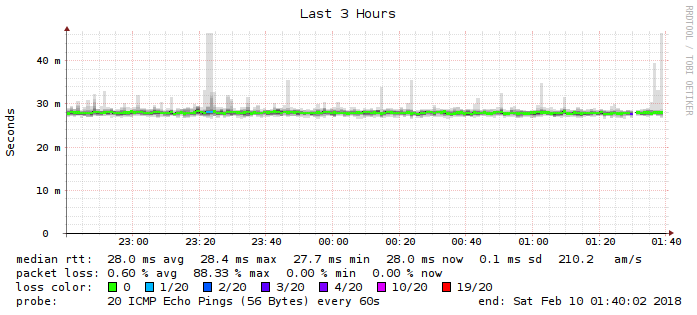 Last 3 Hours
RRDTOOL / TOBI OETIKER
Seconds
40 m
30 m
20 m
10 m
0
23:00 23:20 23:40 00:00 00:20 00:40 01:00 01:20 01:40
median rtt: 28.0 ms avg 28.4 ms max 27.7 ms min 28.0 ms now 0.1 ms sd 210.2 am/s
packet loss: 0.60 % avg 88.33 % max 0.00 % min 0.00 % now
loss color: 0 1/20 2/20 3/20 4/20 10/20 19/20
probe: 20 ICMP Echo Pings (56 Bytes) every 60s end: Sat Feb 10 01:40:02 2018